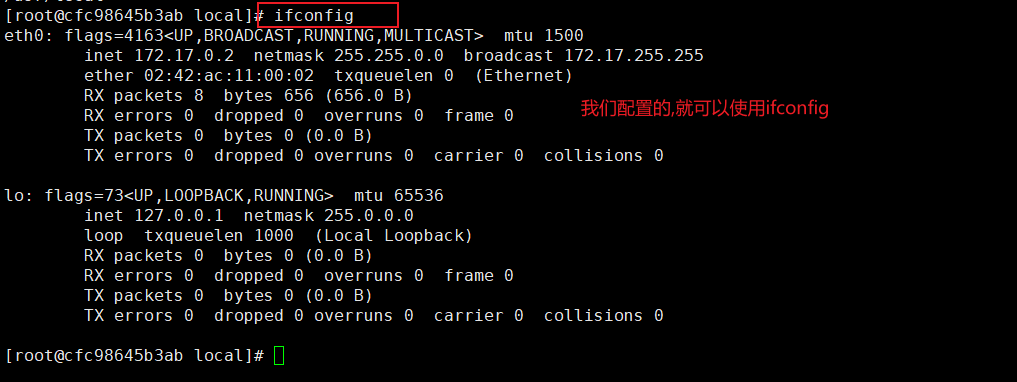 [root@cfc98645b3ab local]# ifconfig
eth0: flags=4163<UP,BROADCAST,RUNNING,MULTICAST>  mtu 1500
        inet 172.17.0.2  netmask 255.255.0.0  broadcast 172.17.255.255
        ether 02:42:ac:11:00:02  txqueuelen 0  (Ethernet)
        RX packets 8  bytes 656 (656.0 B)
        RX errors 0  dropped 0  overruns 0  frame 0
我们配置的,就可以使用ifconfig
        TX packets 0  bytes 0 (0.0 B)
        TX errors 0  dropped 0 overruns 0  carrier 0  collisions 0
lo: flags=73<UP,LOOPBACK,RUNNING>  mtu 65536
        inet 127.0.0.1  netmask 255.0.0.0
        loop  txqueuelen 1000  (Local Loopback)
        RX packets 0  bytes 0 (0.0 B)
        RX errors 0  dropped 0  overruns 0  frame 0
        TX packets 0  bytes 0 (0.0 B)
        TX errors 0  dropped 0 overruns 0  carrier 0  collisions 0
[root@cfc98645b3ab local]#